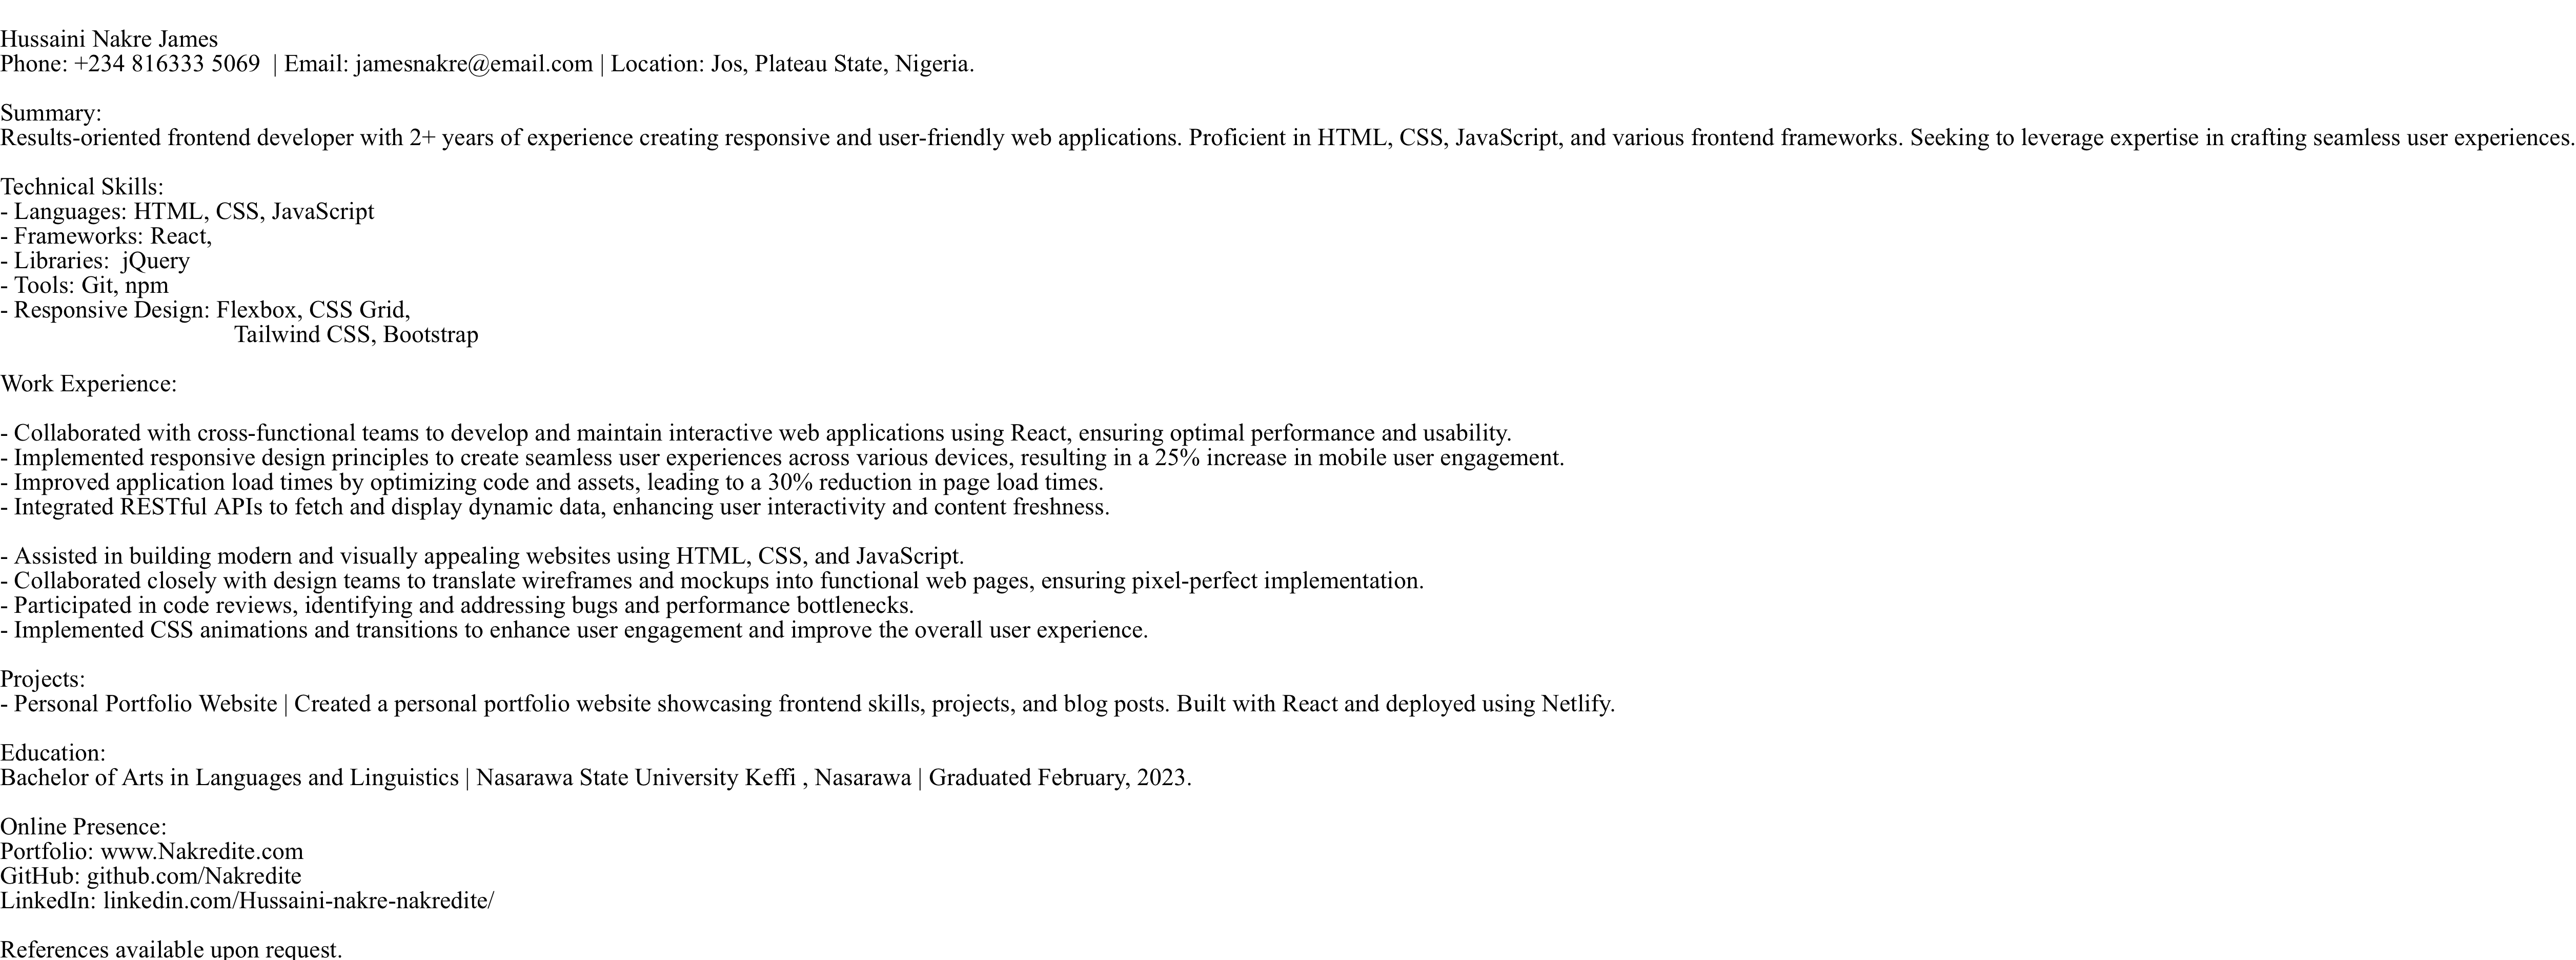 Hussaini Nakre James
Phone: +234 816333 5069  | Email: jamesnakre@email.com | Location: Jos, Plateau State, Nigeria.
Summary:
Results-oriented frontend developer with 2+ years of experience creating responsive and user-friendly web applications. Proficient in HTML, CSS, JavaScript, and various frontend frameworks. Seeking to leverage expertise in crafting seamless user experiences.
Technical Skills:
- Languages: HTML, CSS, JavaScript
- Frameworks: React,
- Libraries:  jQuery
- Tools: Git, npm
- Responsive Design: Flexbox, CSS Grid,
Tailwind CSS, Bootstrap
Work Experience:
- Collaborated with cross-functional teams to develop and maintain interactive web applications using React, ensuring optimal performance and usability.
- Implemented responsive design principles to create seamless user experiences across various devices, resulting in a 25% increase in mobile user engagement.
- Improved application load times by optimizing code and assets, leading to a 30% reduction in page load times.
- Integrated RESTful APIs to fetch and display dynamic data, enhancing user interactivity and content freshness.
- Assisted in building modern and visually appealing websites using HTML, CSS, and JavaScript.
- Collaborated closely with design teams to translate wireframes and mockups into functional web pages, ensuring pixel-perfect implementation.
- Participated in code reviews, identifying and addressing bugs and performance bottlenecks.
- Implemented CSS animations and transitions to enhance user engagement and improve the overall user experience.
Projects:
- Personal Portfolio Website | Created a personal portfolio website showcasing frontend skills, projects, and blog posts. Built with React and deployed using Netlify.
Education:
Bachelor of Arts in Languages and Linguistics | Nasarawa State University Keffi , Nasarawa | Graduated February, 2023.
Online Presence:
Portfolio: www.Nakredite.com
GitHub: github.com/Nakredite
LinkedIn: linkedin.com/Hussaini-nakre-nakredite/
References available upon request.